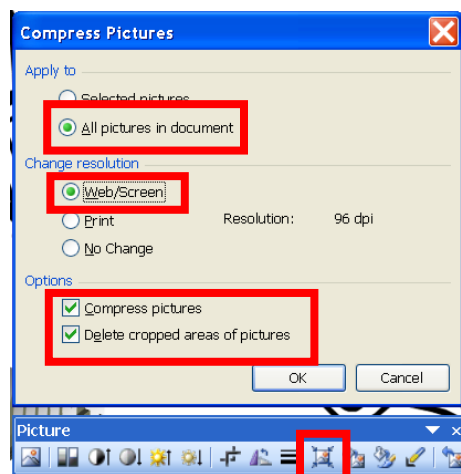 Compress Pictures
Apply to
Selected pictures
All pictures in document
Change resolution
Web/Screen
Print Resolution: 96 dpi
No Change
Options
Compress pictures
Delete cropped areas of pictures
OK Cancel
Picture